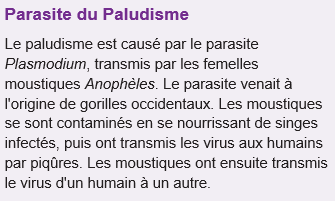 Parasite du Paludisme
Le paludisme est causé par le parasite
Plasmodium, transmis par les femelles
moustiques Anophèles. Le parasite venait à
l'origine de gorilles occidentaux. Les moustiques
se sont contaminés en se nourrissant de singes
infectés, puis ont transmis les virus aux humains
par piqûres. Les moustiques ont ensuite transmis
le virus d'un humain à un autre.